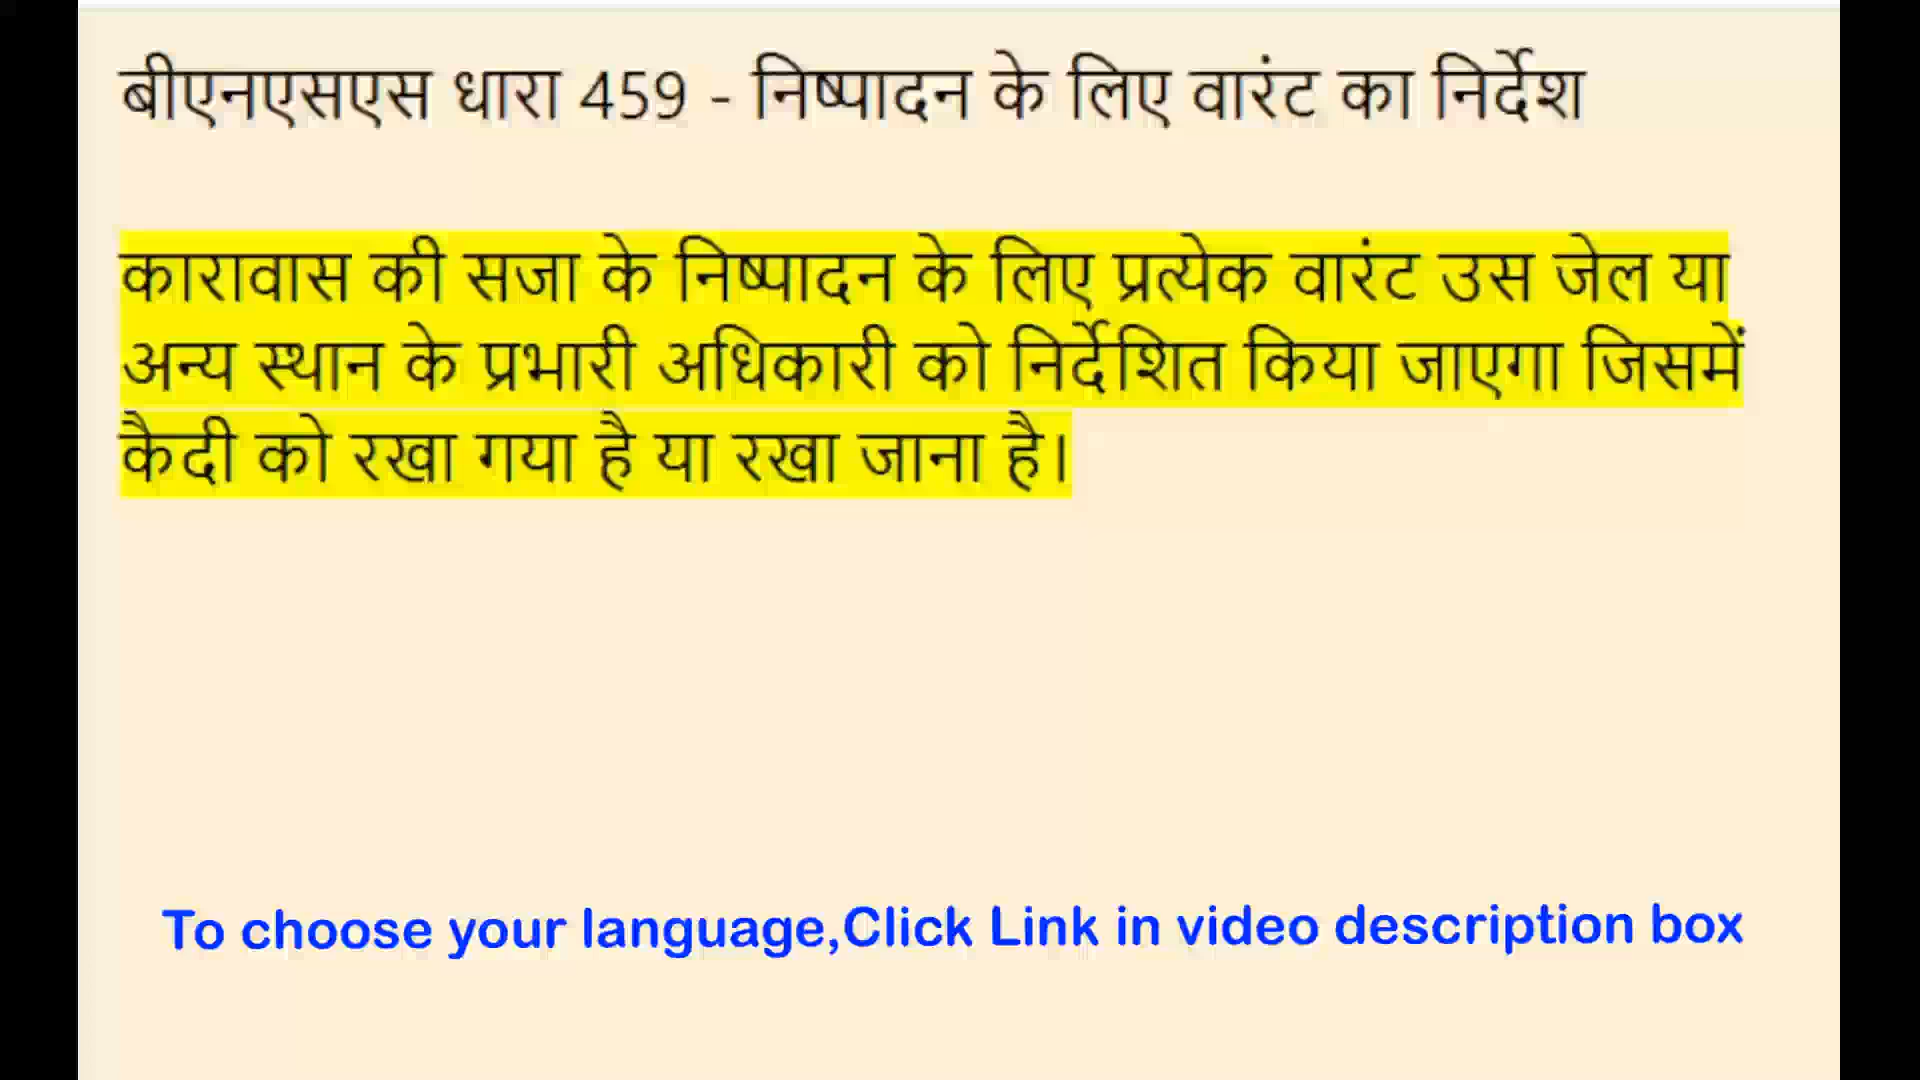 बीएनएसएस धारा 459 - निष्पादन के लिए वारंट का निर्देश
कारावास की सजा के निष्पादन के लिए प्रत्येक वारंट उस जेल या
अन्य स्थान के प्रभारी अधिकारी को निर्देशित किया जाएगा जिसमें
कैदी को रखा गया है या रखा जाना है।
To choose your language,Click Link in video description box